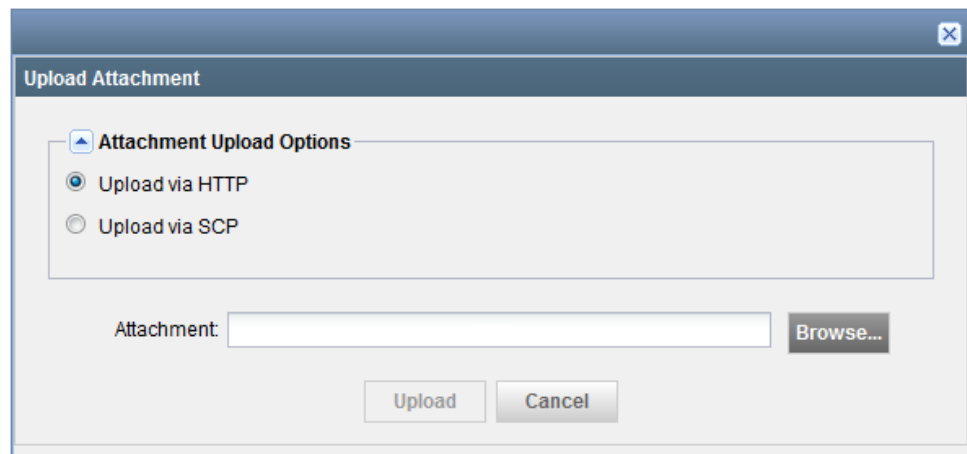 Upload Attachment
Attachment Upload Options
Upload via HTTP
Upload via SCP
Attachment: Browse...
Upload Cancel